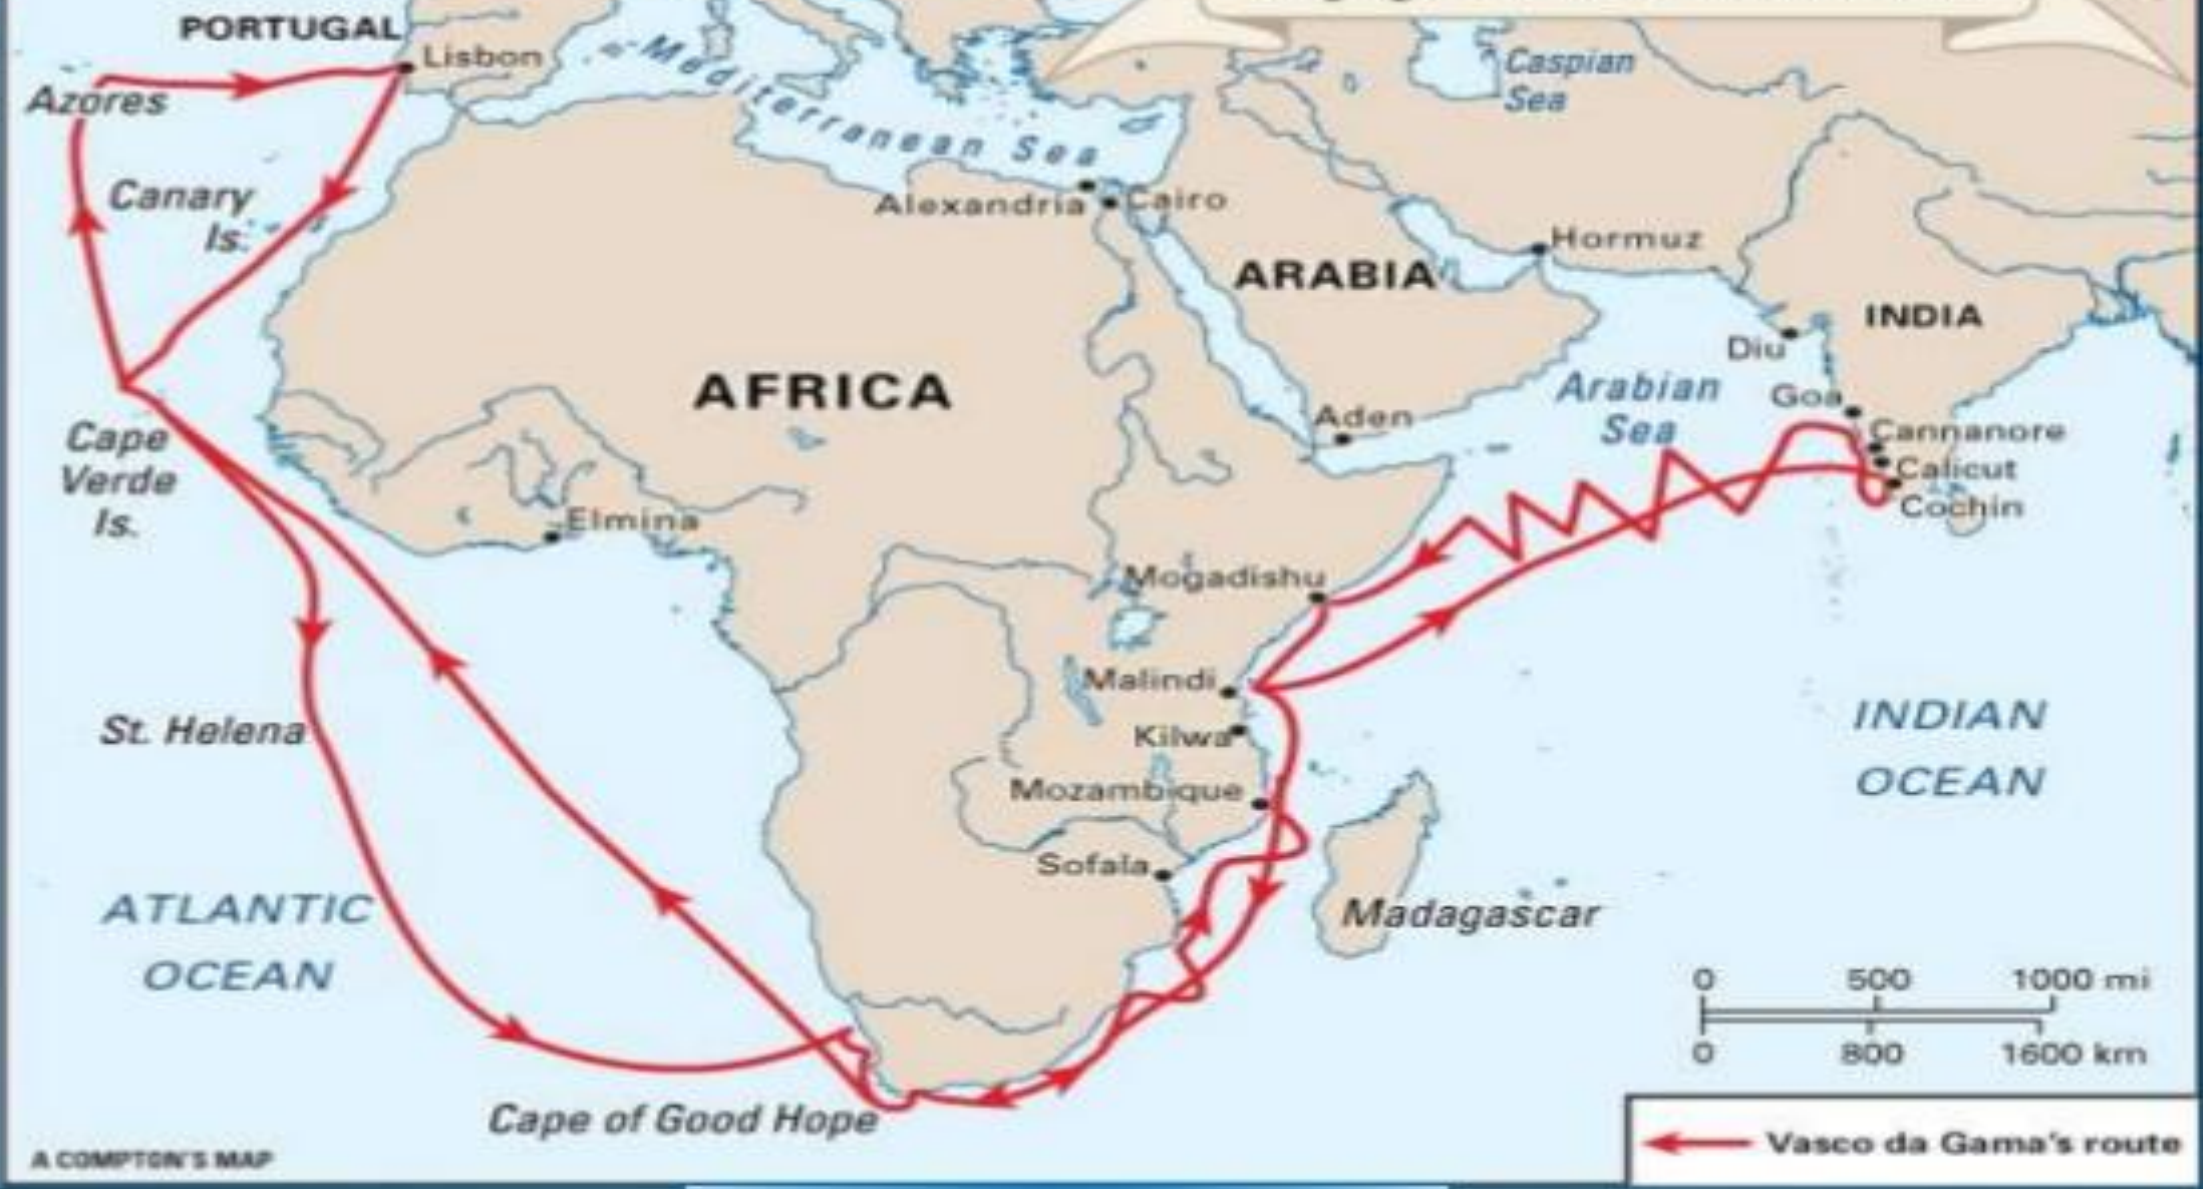 PORTUGAL
Lisbon
Azores
Mediterranean Sea
Caspian
Sea
Canary
Is.
Alexandria
Cairo
Hormuz
ARABIA
INDIA
Diu
AFRICA
Arabian
Sea
Goa
Aden
Cannanore
Calicut
Cochin
Cape
Verde
Is.
Elmina
Mogadishu
Malindi
Kilwa
St. Helena
INDIAN
OCEAN
Mozambique
Sofala
Madagascar
ATLANTIC
OCEAN
0 500 1000 mi
0 800 1600 km
Cape of Good Hope
Vasco da Gama's route
A COMPTON'S MAP